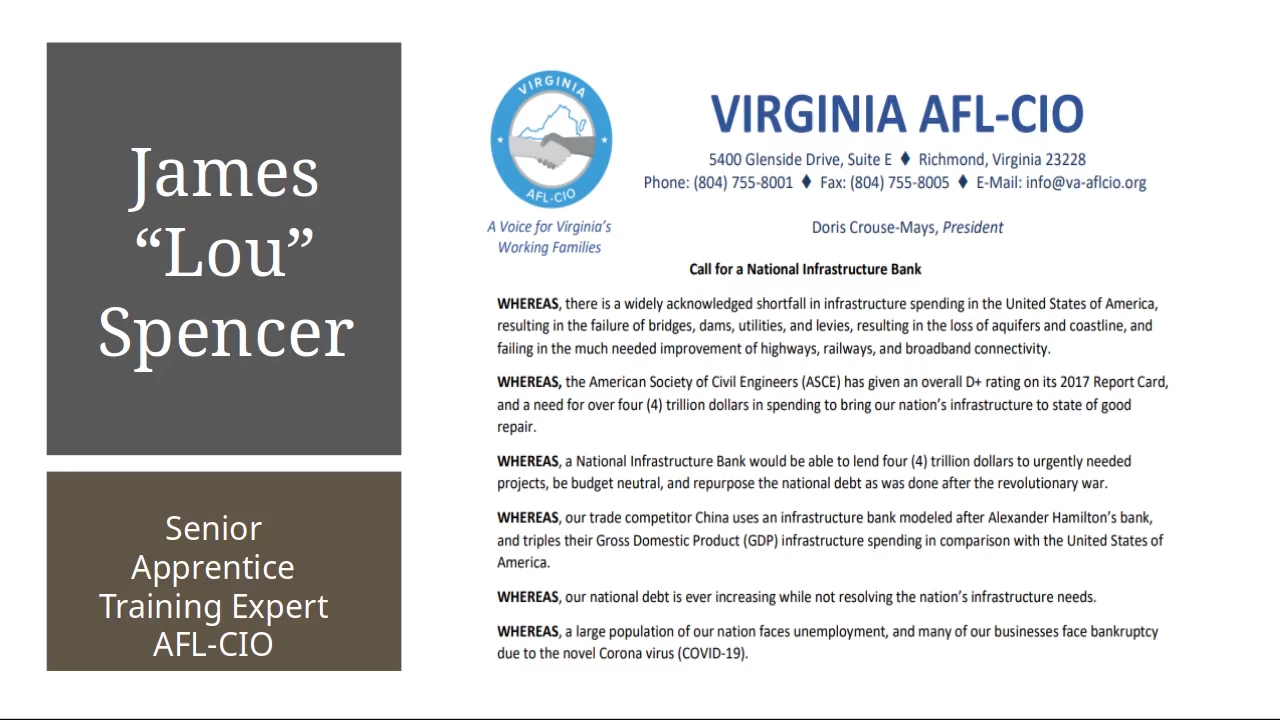 James
“Lou”
Spencer
Senior
Apprentice
Training Expert
AFL-CIO
VIRGINIA
AFL-CIO
A Voice for Virginia’s
Working Families
VIRGINIA AFL-CIO
5400 Glenside Drive, Suite E ♦ Richmond, Virginia 23228
Phone: (804) 755-8001 ♦ Fax: (804) 755-8005 ♦ E-Mail: info@va-aflcio.org
Doris Crouse-Mays, President
Call for a National Infrastructure Bank
WHEREAS, there is a widely acknowledged shortfall in infrastructure spending in the United States of America,
resulting in the failure of bridges, dams, utilities, and levies, resulting in the loss of aquifers and coastline, and
failing in the much needed improvement of highways, railways, and broadband connectivity.
WHEREAS, the American Society of Civil Engineers (ASCE) has given an overall D+ rating on its 2017 Report Card,
and a need for over four (4) trillion dollars in spending to bring our nation’s infrastructure to state of good
repair.
WHEREAS, a National Infrastructure Bank would be able to lend four (4) trillion dollars to urgently needed
projects, be budget neutral, and repurpose the national debt as was done after the revolutionary war.
WHEREAS, our trade competitor China uses an infrastructure bank modeled after Alexander Hamilton’s bank,
and triples their Gross Domestic Product (GDP) infrastructure spending in comparison with the United States of
America.
WHEREAS, our national debt is ever increasing while not resolving the nation’s infrastructure needs.
WHEREAS, a large population of our nation faces unemployment, and many of our businesses face bankruptcy
due to the novel Corona virus (COVID-19).